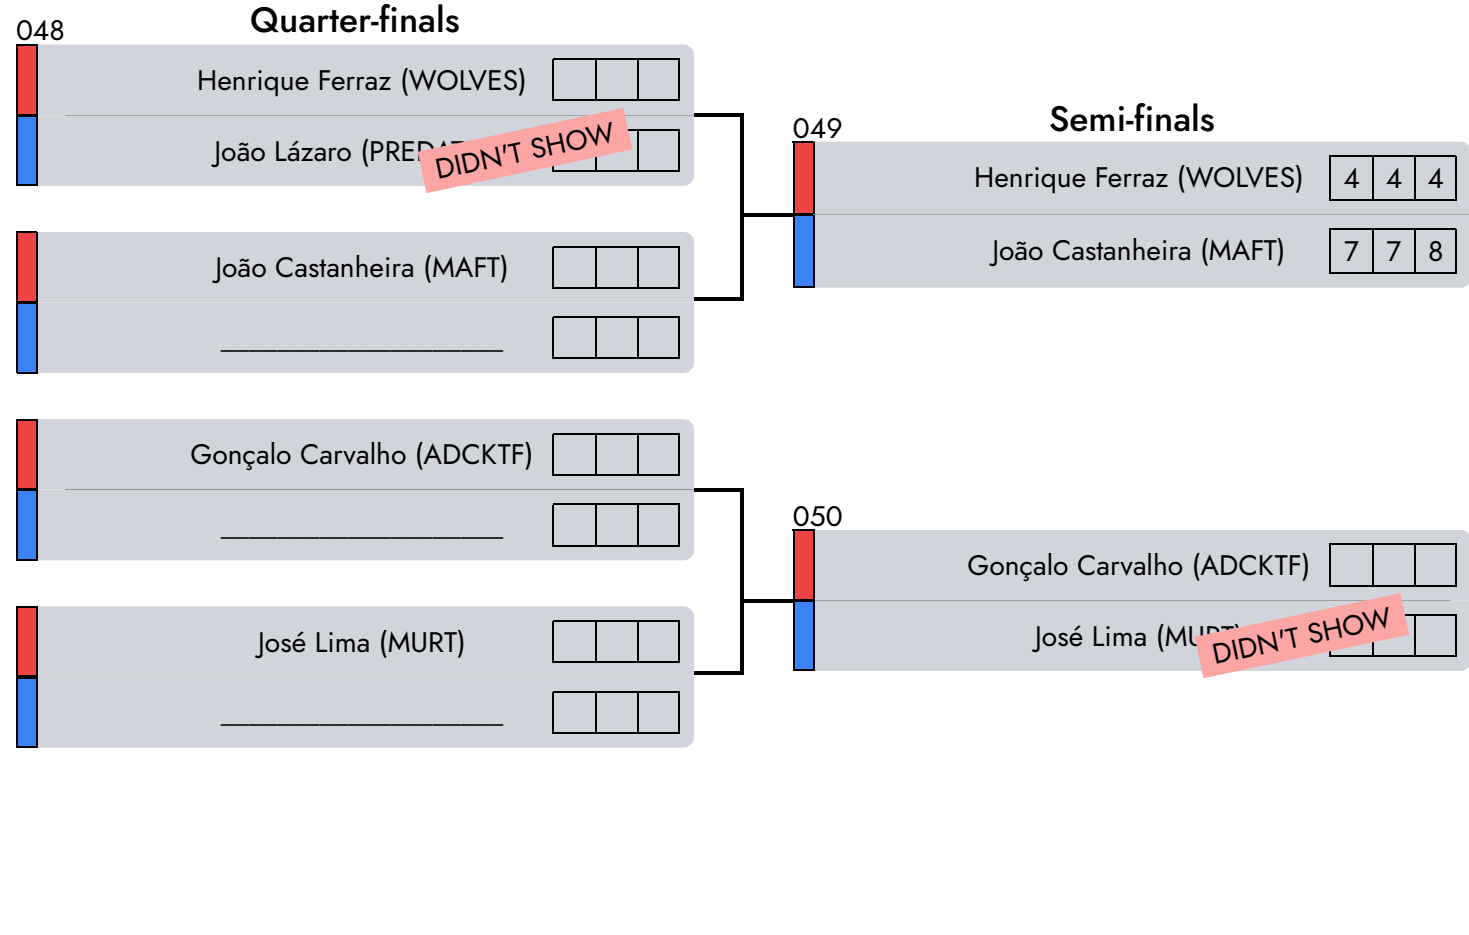 Quarter-finals
048
Henrique Ferraz (WOLVES)
João Lázaro
DIDN'T SHOW
João Castanheira (MAFT)
Gonçalo Carvalho (ADCKTF)
José Lima (MURT)
Semi-finals
049
Henrique Ferraz (WOLVES) 4 4 4
João Castanheira (MAFT) 7 7 8
050
Gonçalo Carvalho (ADCKTF)
José Lima
DIDN'T SHOW